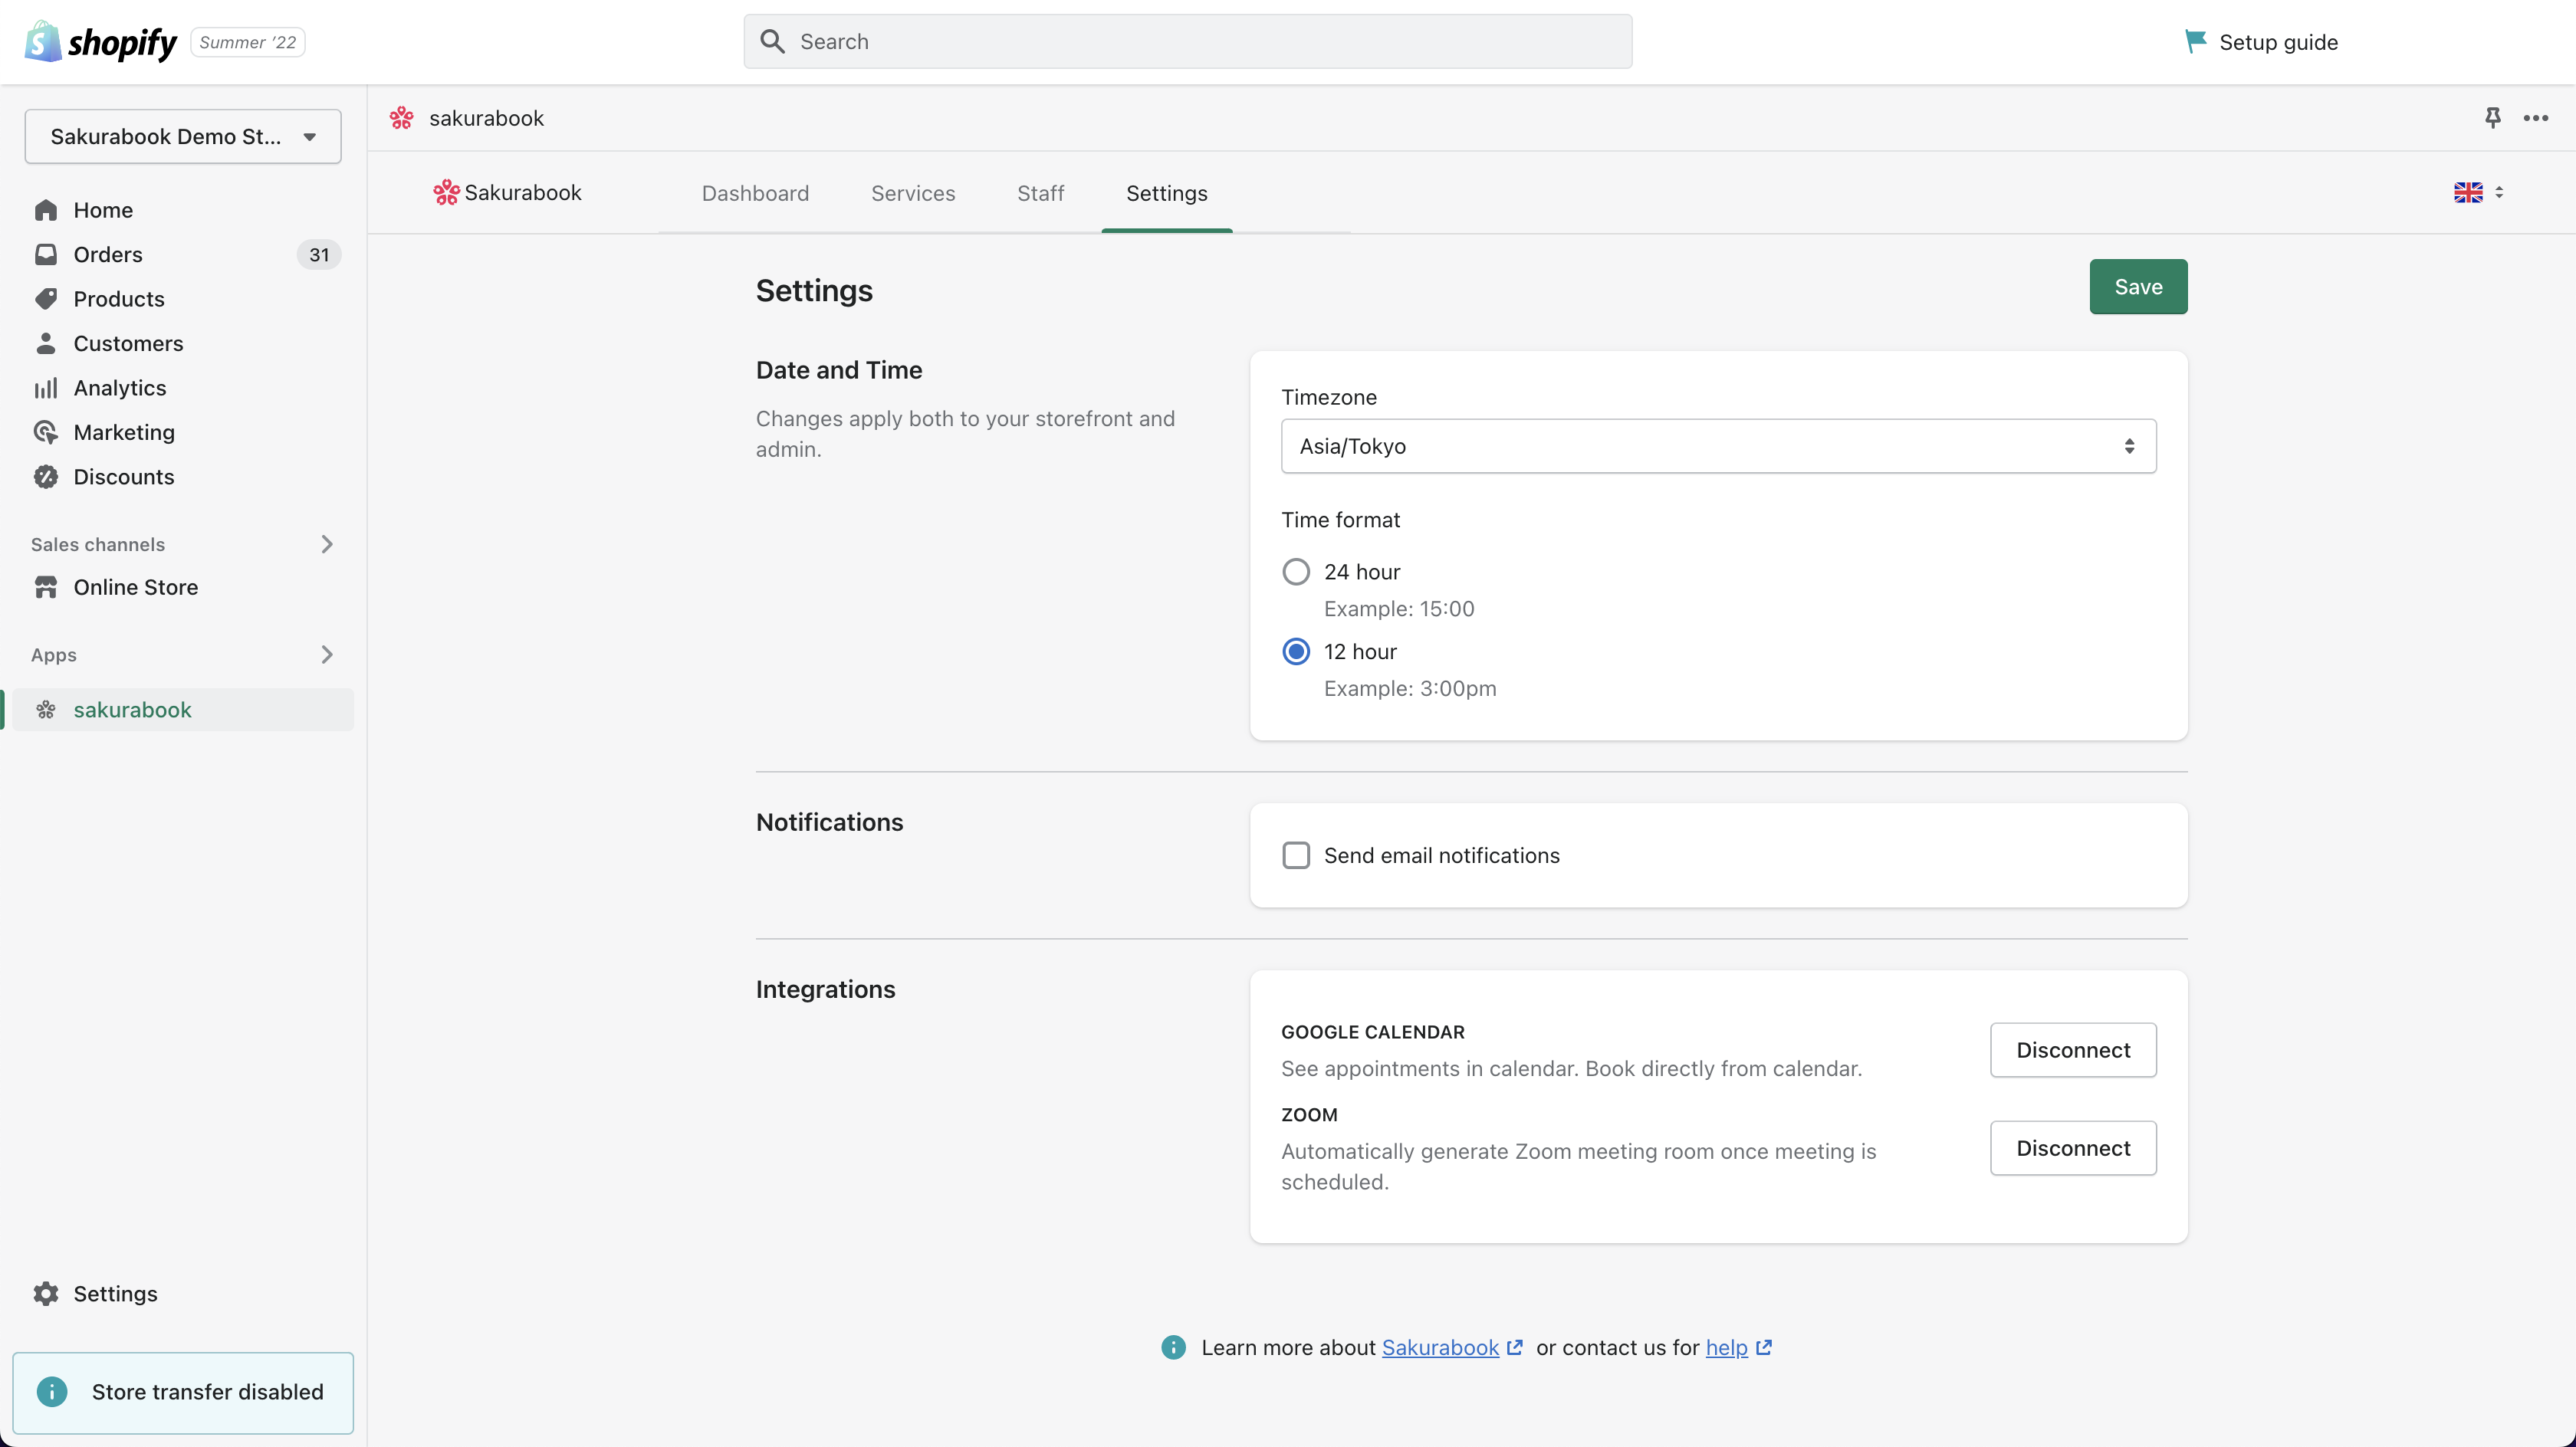 shopify Summer '22
Search
Setup guide
Sakurabook Demo St...
Home
Orders 31
Products
Customers
Analytics
Marketing
Discounts
Sales channels
Online Store
Apps
sakurabook
Settings
Store transfer disabled
sakurabook
Sakurabook Dashboard Services Staff Settings
Settings
Save
Date and Time
Changes apply both to your storefront and
admin.
Timezone
Asia/Tokyo
Time format
24 hour
Example: 15:00
12 hour
Example: 3:00pm
Notifications
Send email notifications
Integrations
GOOGLE CALENDAR
See appointments in calendar. Book directly from calendar.
Disconnect
ZOOM
Automatically generate Zoom meeting room once meeting is
scheduled.
Disconnect
Learn more about Sakurabook or contact us for help